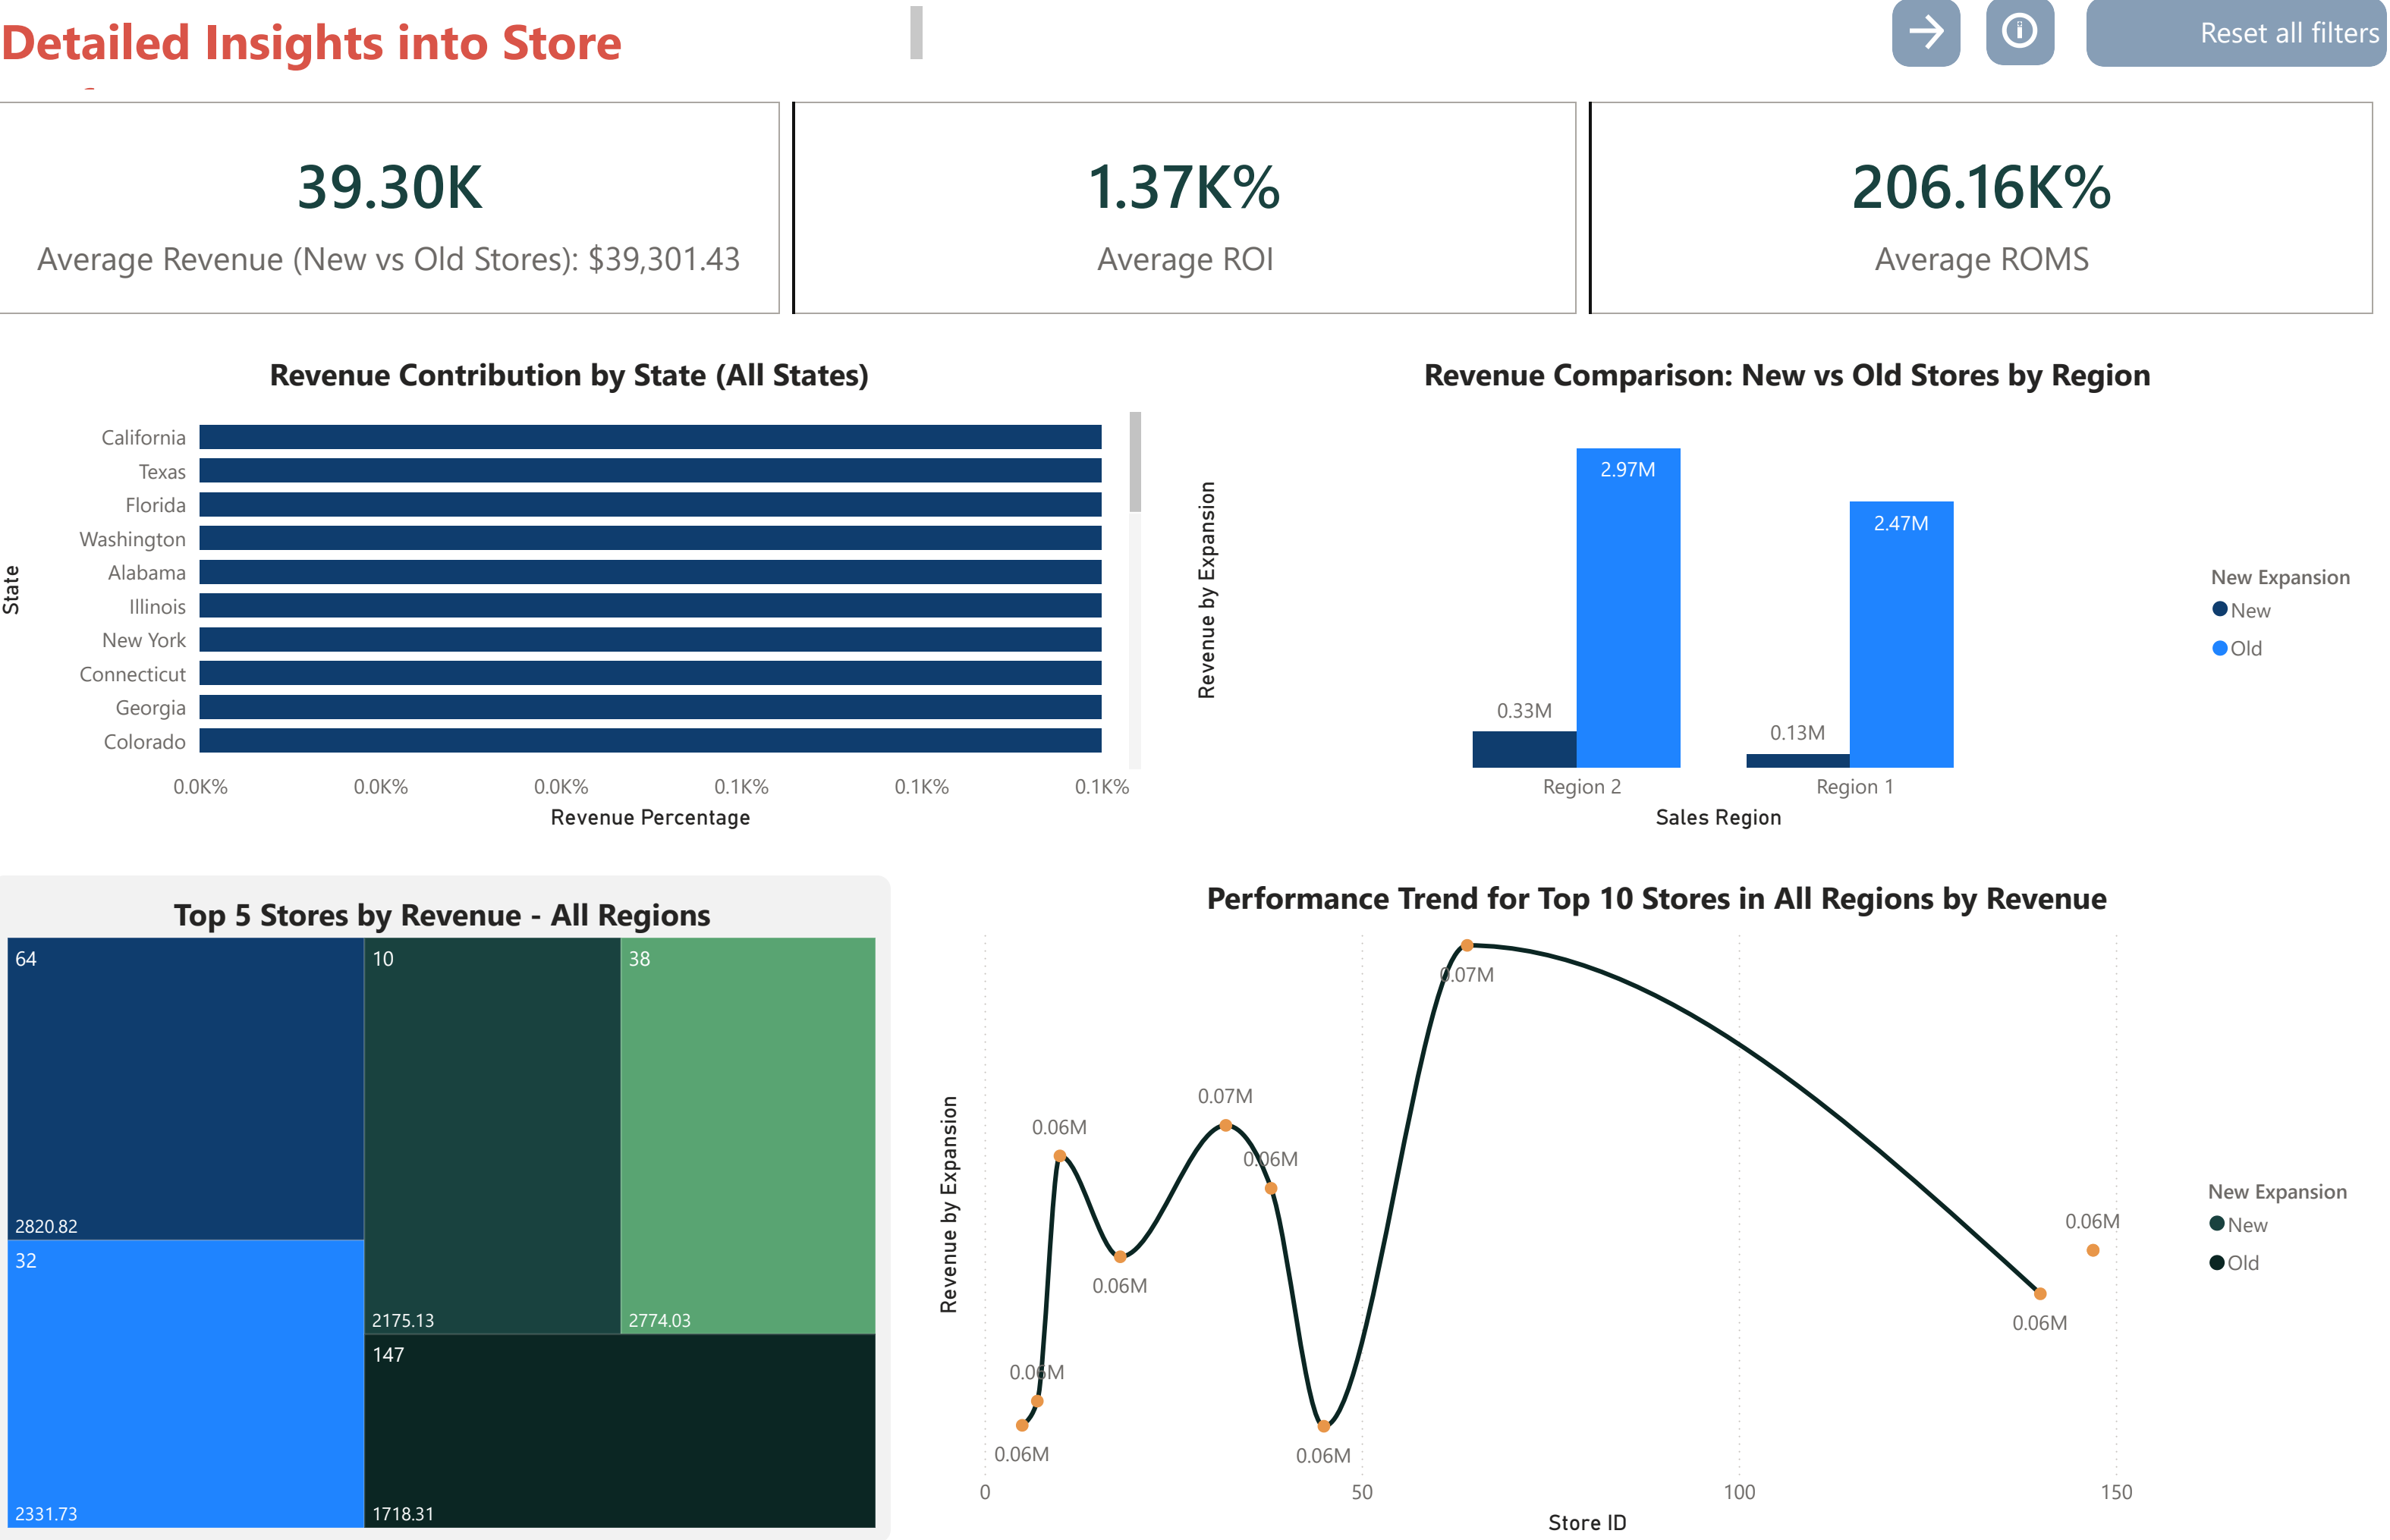 Detailed Insights into Store
Reset all filters
39.30K
Average Revenue (New vs Old Stores): $39,301.43
1.37K%
Average ROI
206.16K%
Average ROMS
Revenue Contribution by State (All States)
State
California
Texas
Florida
Washington
Alabama
Illinois
New York
Connecticut
Georgia
Colorado
0.0K% 0.0K% 0.0K% 0.1K% 0.1K% 0.1K%
Revenue Percentage
Revenue Comparison: New vs Old Stores by Region
Revenue by Expansion
2.97M
2.47M
0.33M
0.13M
Region 2 Region 1
Sales Region
New Expansion
New
Old
Top 5 Stores by Revenue - All Regions
64
2820.82
32
2331.73
10
2175.13
38
2774.03
147
1718.31
Performance Trend for Top 10 Stores in All Regions by Revenue
Revenue by Expansion
0.07M
0.07M
0.06M
0.06M
0.06M
0.06M
0.06M
0.06M
0.06M
0.06M
0 50 100 150
Store ID
New Expansion
New
Old